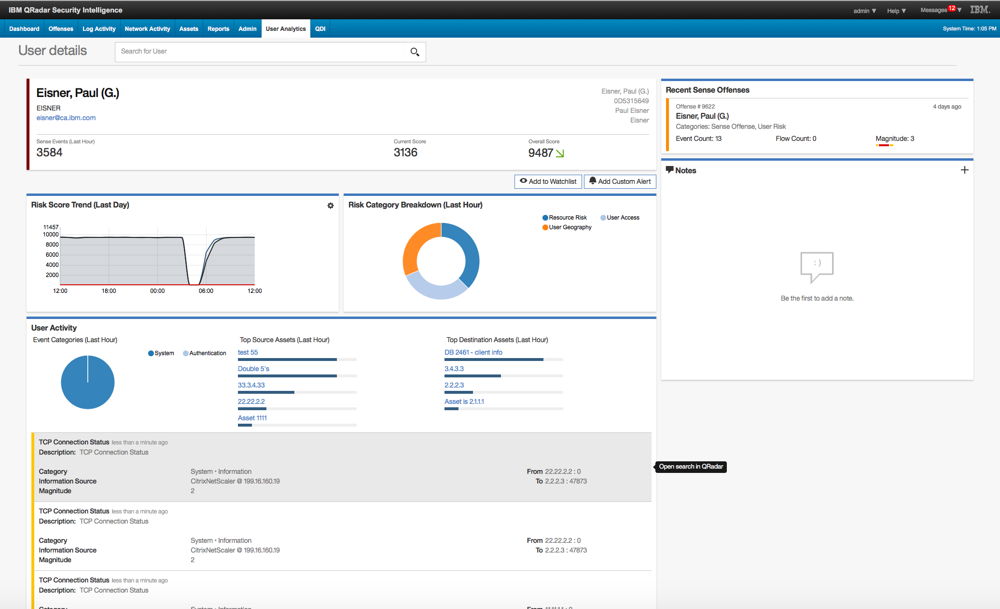 IBM QRadar Security Intelligence
admin ▼ Help ▼ Messages 12 ▼ IBM.
Dashboard Offenses Log Activity Network Activity Assets Reports Admin User Analytics QDI System Time: 1:05 PM
User details
Search for User
Eisner, Paul (G.)
EISNER
eisner@ca.ibm.com
Eisner, Paul (G.)
0D5315649
Paul Eisner
Eisner
Sense Events (Last Hour) Current Score Overall Score
3584 3136 9487
Add to Watchlist Add Custom Alert
Recent Sense Offenses
Offense # 9622 4 days ago
Eisner, Paul (G.)
Categories: Sense Offense, User Risk
Event Count: 13 Flow Count: 0 Magnitude: 3
Notes
:)
Be the first to add a note.
Risk Score Trend (Last Day)
11457
10000
8000
6000
4000
2000
12:00 18:00 00:00 06:00 12:00
Risk Category Breakdown (Last Hour)
Resource Risk User Access
User Geography
User Activity
Event Categories (Last Hour)
System Authentication
Top Source Assets (Last Hour)
test 55
Double 5's
33.3.4.33
22.22.2.2
Asset 1111
Top Destination Assets (Last Hour)
DB 2461 - client info
3.4.3.3
2.2.2.3
Asset is 2.1.1.1
TCP Connection Status less than a minute ago
Description: TCP Connection Status
Category System ‣ Information From 22.22.2.2 : 0
Information Source CitrixNetScaler @ 199.16.160.19 To 2.2.2.3 : 47873
Magnitude 2
Open search in QRadar
TCP Connection Status less than a minute ago
Description: TCP Connection Status
Category System ‣ Information From 22.22.2.2 : 0
Information Source CitrixNetScaler @ 199.16.160.19 To 2.2.2.3 : 47873
Magnitude 2
TCP Connection Status less than a minute ago
Description: TCP Connection Status
Category System ‣ Information From